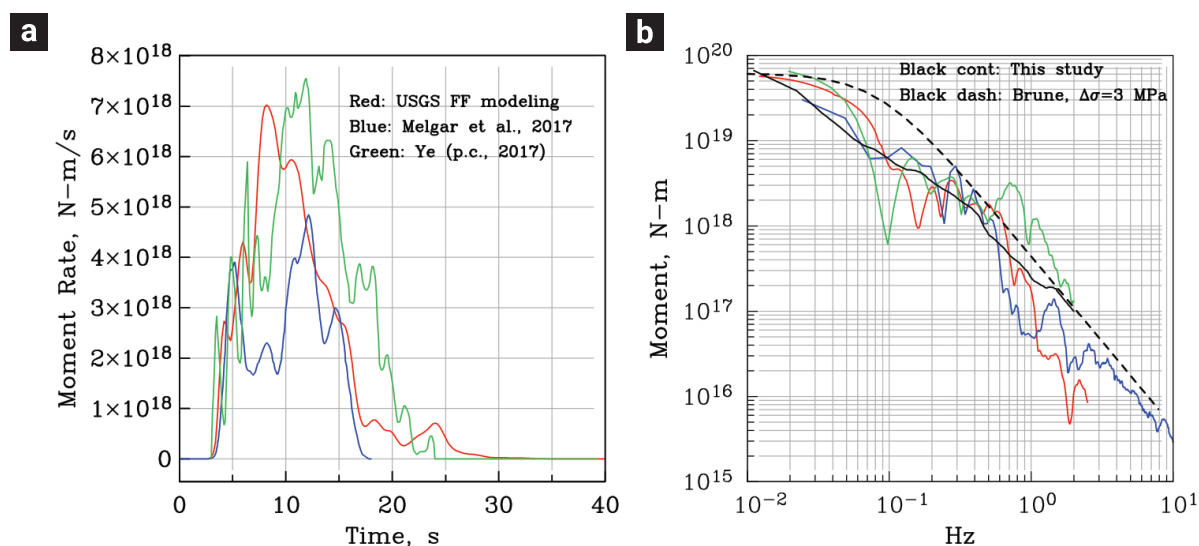 a
8×10^18
7×10^18
6×10^18
5×10^18
4×10^18
3×10^18
2×10^18
1×10^18
0
Moment Rate, N−m/s
Red: USGS FF modeling
Blue: Melgar et al., 2017
Green: Ye (p.c., 2017)
0 10 20 30 40
Time, s
b
10^20
10^19
10^18
10^17
10^16
10^15
Moment, N−m
Black cont: This study
Black dash: Brune, Δσ=3 MPa
10^−2 10^−1 10^0 10^1
Hz